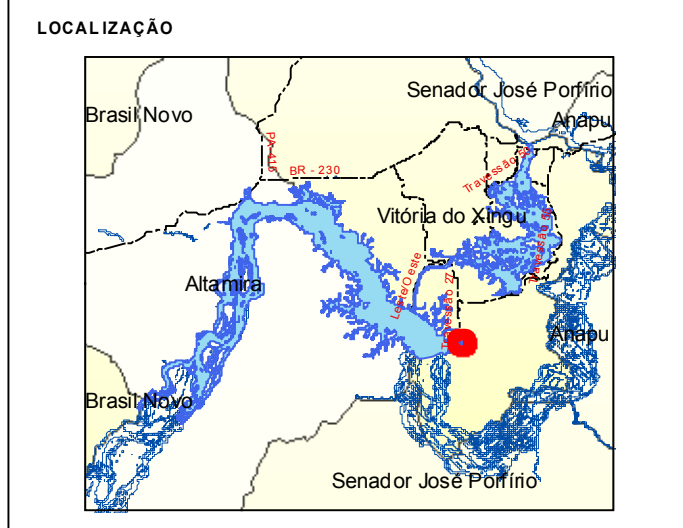 LOCALIZAÇÃO
Senador José Porfírio
Brasil Novo
Anapu
PA-415
BR - 230
Vitória do Xingu
Leste/Oeste
Altamira
Travessão 27
Anapu
Brasil Novo
Senador José Porfírio